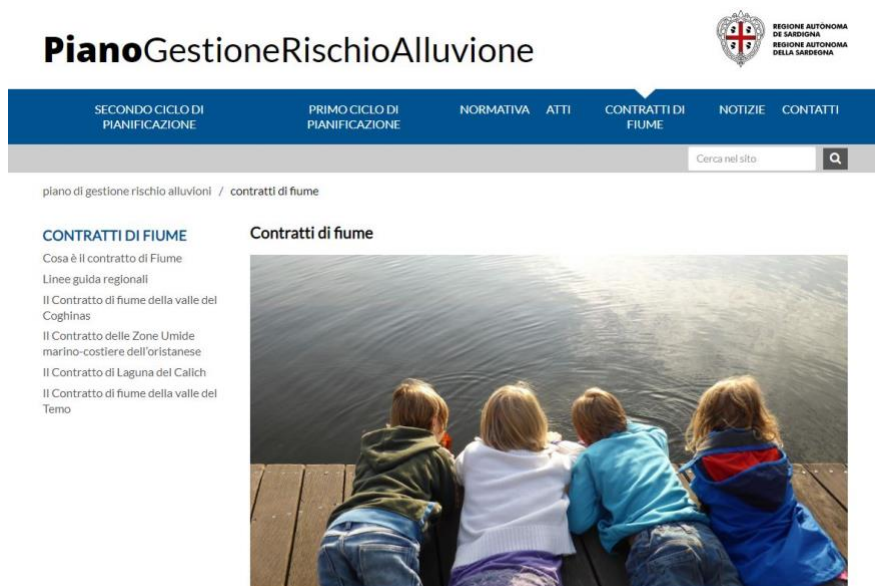 PianoGestioneRischioAlluvione
REGIONE AUTÒNOMA
DE SARDIGNA
REGIONE AUTONOMA
DELLA SARDEGNA
SECONDO CICLO DI
PIANIFICAZIONE
PRIMO CICLO DI
PIANIFICAZIONE
NORMATIVA
ATTI
CONTRATTI DI
FIUME
NOTIZIE
CONTATTI
Cerca nel sito
piano di gestione rischio alluvioni / contratti di fiume
CONTRATTI DI FIUME
Cosa è il contratto di Fiume
Linee guida regionali
Il Contratto di fiume della valle del
Coghinas
Il Contratto delle Zone Umide
marino-costiere dell'oristanese
Il Contratto di Laguna del Calich
Il Contratto di fiume della valle del
Temo
Contratti di fiume